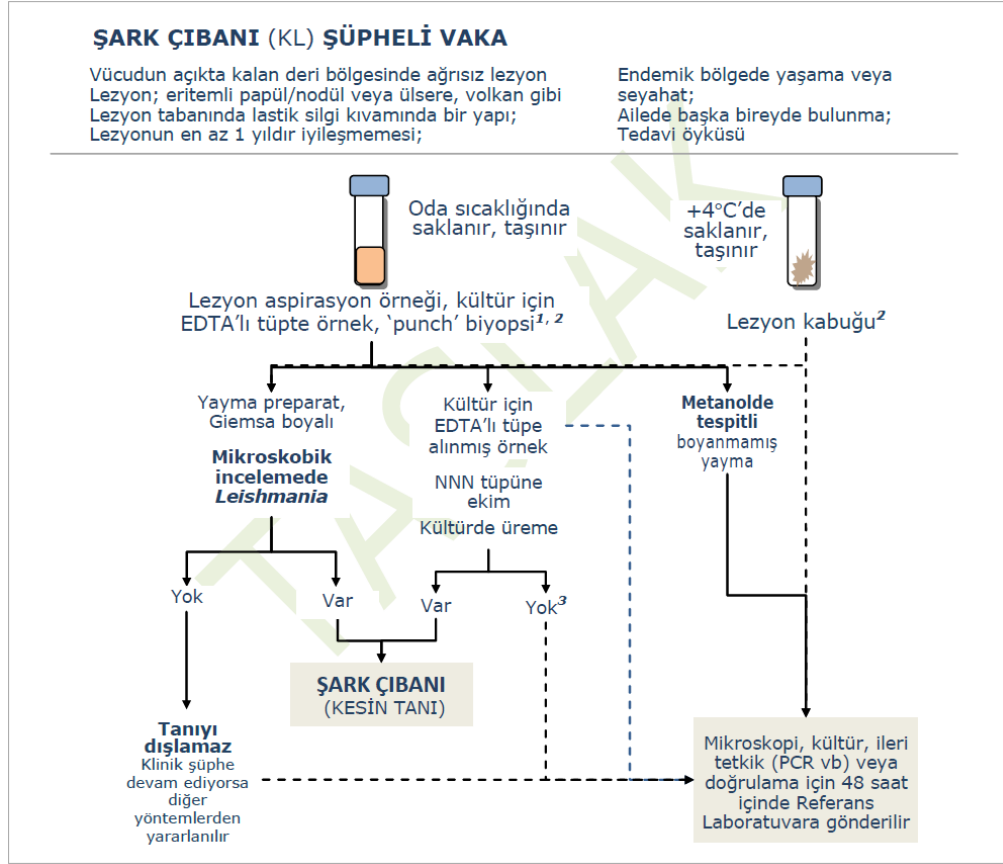 ŞARK ÇIBANI (KL) ŞÜPHELİ VAKA
Vücudun açıkta kalan deri bölgesinde ağrısız lezyon
Lezyon; eritemli papül/nodül veya ülsere, volkan gibi
Lezyon tabanında lastik silgi kıvamında bir yapı;
Lezyonun en az 1 yıldır iyileşmemesi;
Endemik bölgede yaşama veya
seyahat;
Ailede başka bireyde bulunma;
Tedavi öyküsü
Oda sıcaklığında
saklanır, taşınır
+4°C’de
saklanır,
taşınır
Lezyon aspirasyon örneği, kültür için
EDTA’lı tüpte örnek, ‘punch’ biyopsi1, 2
Lezyon kabuğu2
Yayma preparat,
Giemsa boyalı
Mikroskobik
incelemede
Leishmania
Kültür için
EDTA’lı tüpe
alınmış örnek
NNN tüpüne
ekim
Kültürde üreme
Metanolde
tespitli
boyanmamış
yayma
Yok
Var
Var
Yok3
ŞARK ÇIBANI
(KESİN TANI)
Tanıyı
dışlamaz
Klinik şüphe
devam ediyorsa
diğer
yöntemlerden
yararlanılır
Mikroskopi, kültür, ileri
tetkik (PCR vb) veya
doğrulama için 48 saat
içinde Referans
Laboratuvara gönderilir
TASLAK